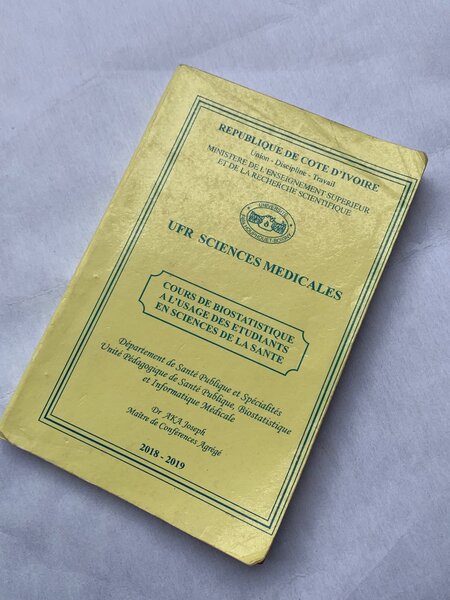 REPUBLIQUE DE COTE D'IVOIRE
Union - Discipline - Travail
MINISTERE DE L'ENSEIGNEMENT SUPERIEUR
ET DE LA RECHERCHE SCIENTIFIQUE
UNIVERSITE
UFR SCIENCES MEDICALES
COURS DE BIOSTATISTIQUE
A L'USAGE DES ETUDIANTS
EN SCIENCES DE LA SANTE
Département de Santé Publique et Spécialités
Unité Pédagogique de Santé Publique, Biostatistique
et Informatique Médicale
Dr AKA Joseph
Maître de Conférences Agrégé
2018 - 2019